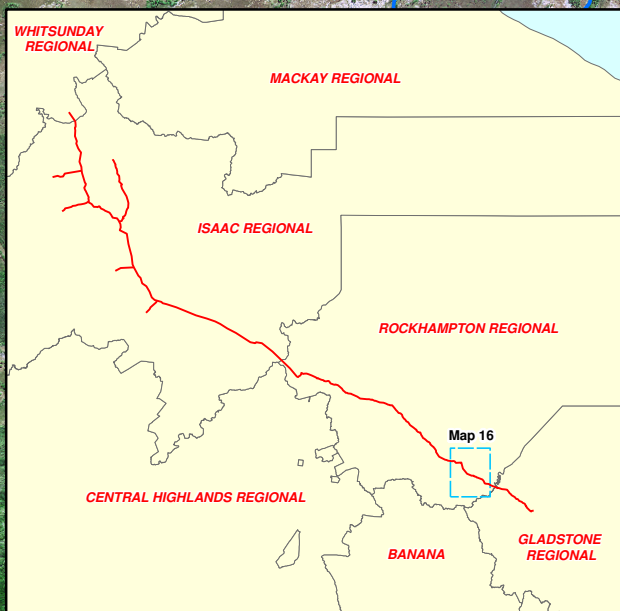 WHITSUNDAY
REGIONAL
MACKAY REGIONAL
ISAAC REGIONAL
ROCKHAMPTON REGIONAL
Map 16
CENTRAL HIGHLANDS REGIONAL
BANANA
GLADSTONE
REGIONAL